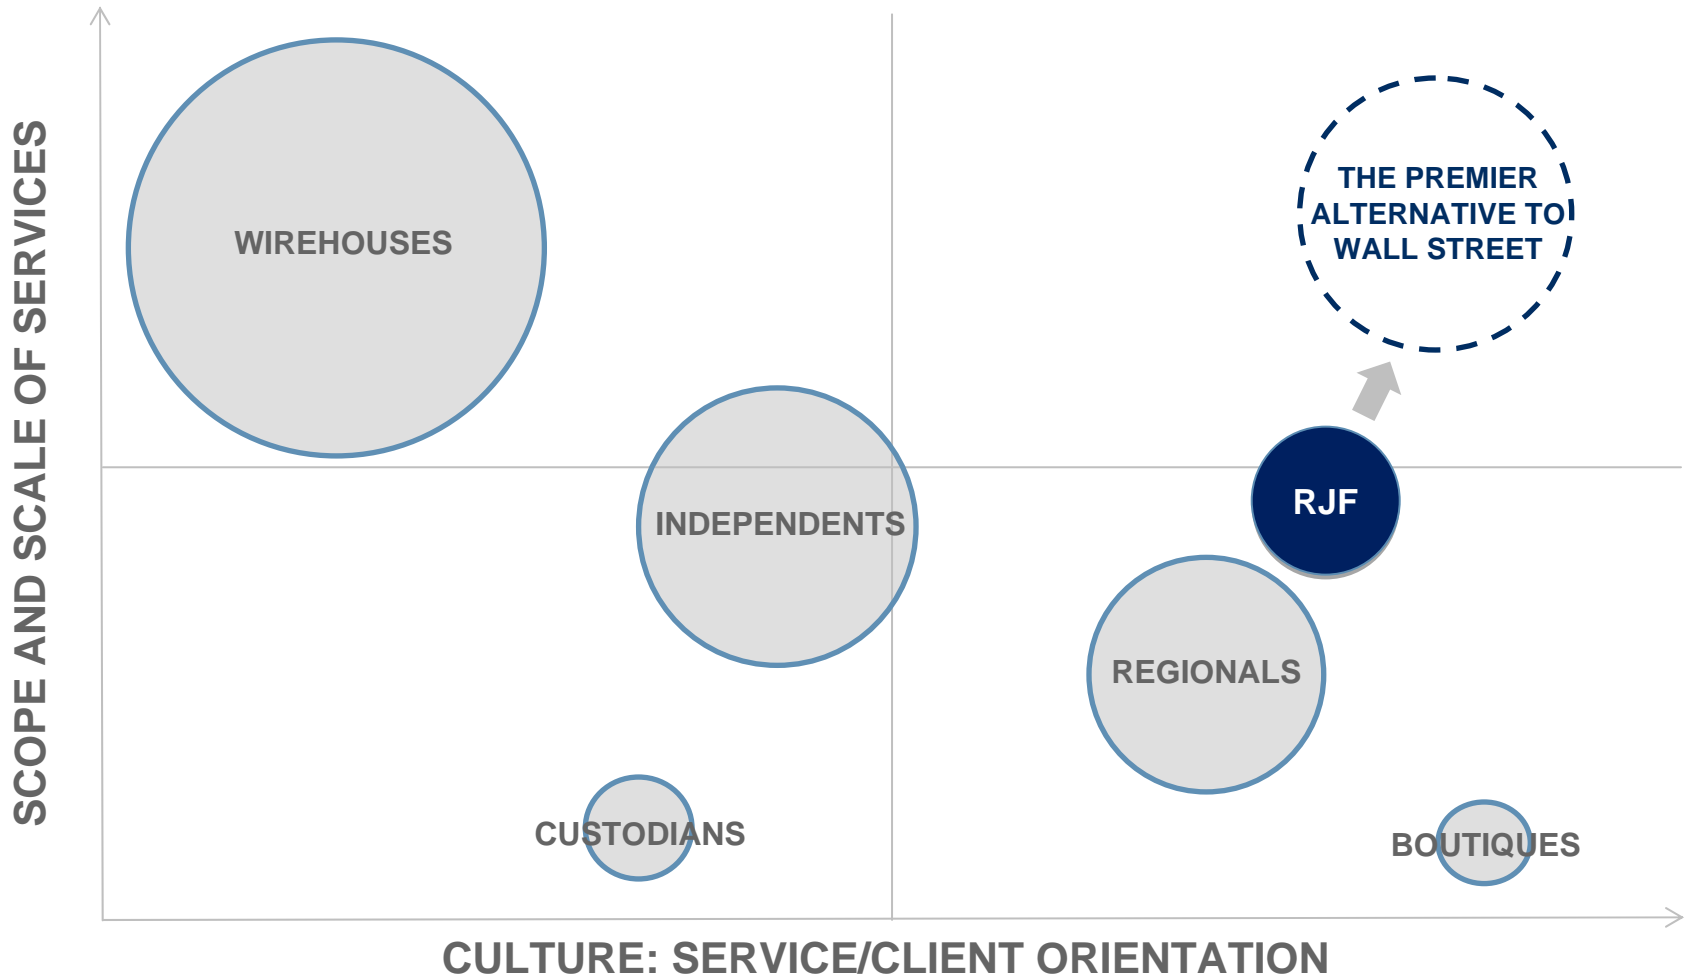 SCOPE AND SCALE OF SERVICES
WIREHOUSES
THE PREMIER
ALTERNATIVE TO
WALL STREET
INDEPENDENTS
RJF
REGIONALS
CUSTODIANS
BOUTIQUES
CULTURE: SERVICE/CLIENT ORIENTATION